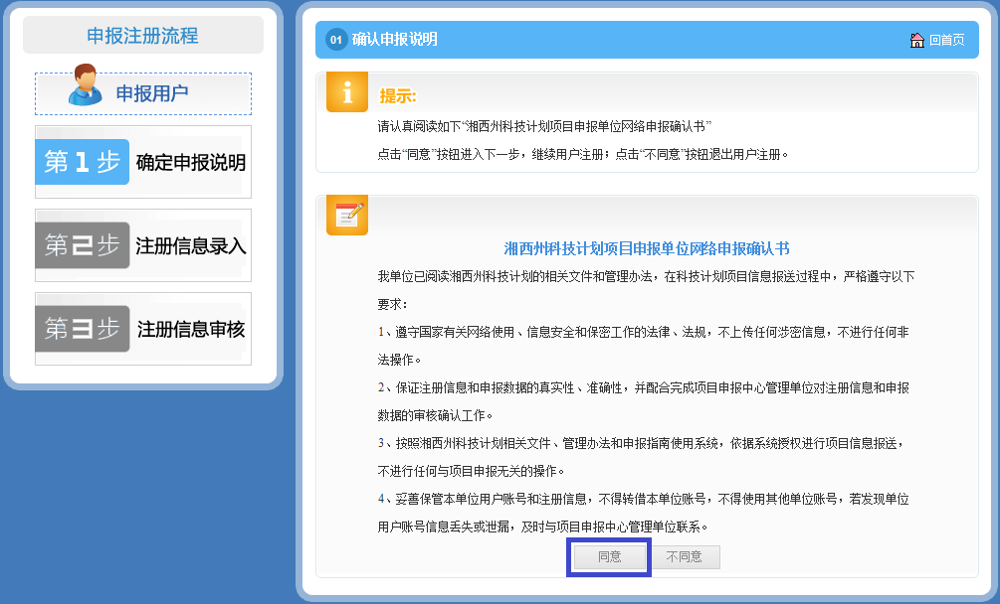 申报注册流程
申报用户
第1步 确定申报说明
第2步 注册信息录入
第3步 注册信息审核
01 确认申报说明 回首页
提示:
请认真阅读如下“湘西州科技计划项目申报单位网络申报确认书”
点击“同意”按钮进入下一步，继续用户注册；点击“不同意”按钮退出用户注册。
湘西州科技计划项目申报单位网络申报确认书
我单位已阅读湘西州科技计划的相关文件和管理办法，在科技计划项目信息报送过程中，严格遵守以下
要求：
1、遵守国家有关网络使用、信息安全和保密工作的法律、法规，不上传任何涉密信息，不进行任何非
法操作。
2、保证注册信息和申报数据的真实性、准确性，并配合完成项目申报中心管理单位对注册信息和申报
数据的审核确认工作。
3、按照湘西州科技计划相关文件、管理办法和申报指南使用系统，依据系统授权进行项目信息报送，
不进行任何与项目申报无关的操作。
4、妥善保管本单位用户账号和注册信息，不得转借本单位账号，不得使用其他单位账号，若发现单位
用户账号信息丢失或泄漏，及时与项目申报中心管理单位联系。
同意 不同意